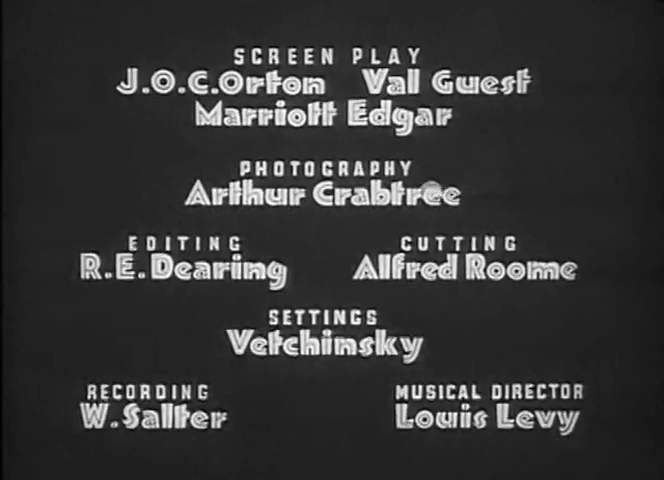 SCREEN PLAY
J.O.C.Orton Val Guest
Marriott Edgar
PHOTOGRAPHY
Arthur Crabtree
EDITING CUTTING
R.E.Dearing Alfred Roome
SETTINGS
Vetchinsky
RECORDING MUSICAL DIRECTOR
W.Salter Louis Levy